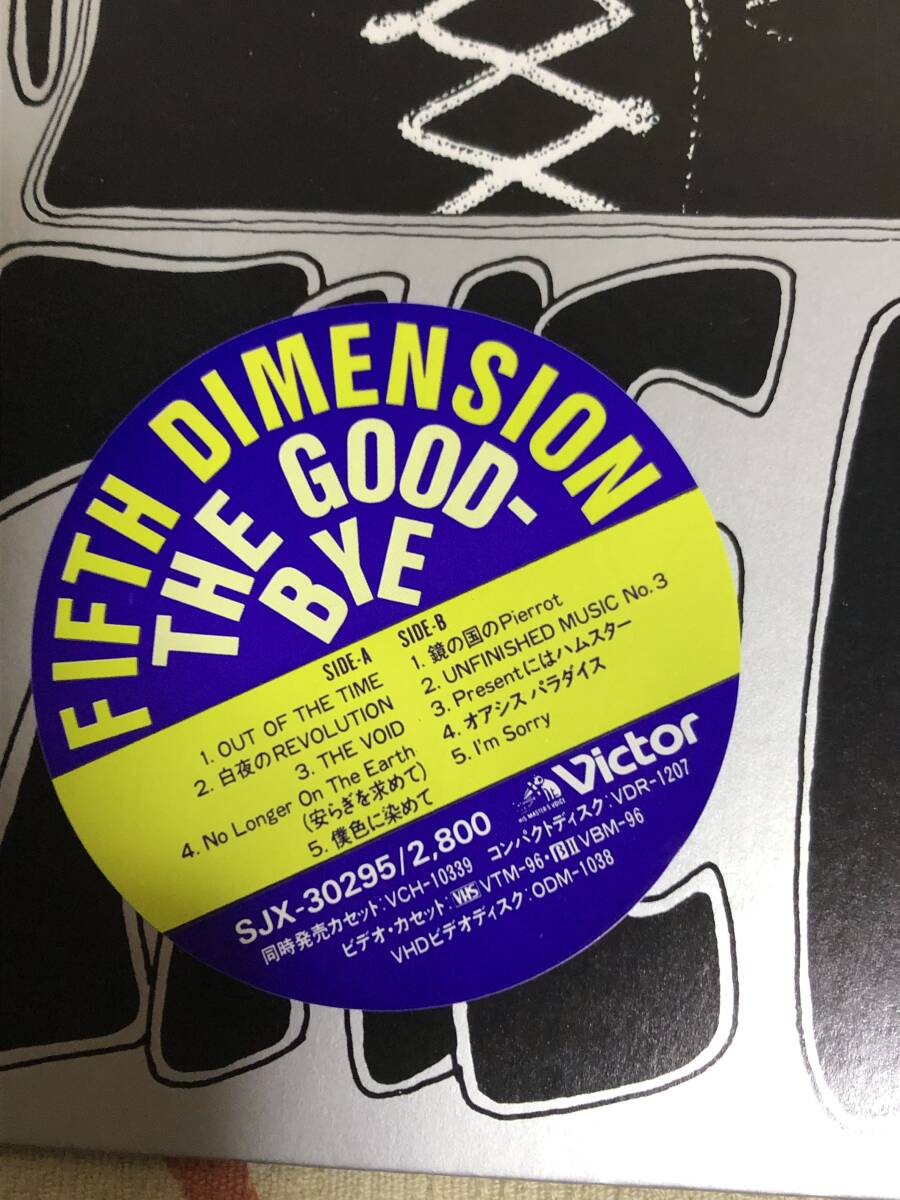 FIFTH DIMENSION
THE GOOD-
BYE
SIDE-A
1. OUT OF THE TIME
2. 白夜のREVOLUTION
3. THE VOID
4. No Longer On The Earth
(安らぎを求めて)
5. 僕色に染めて
SIDE-B
1. 鏡の国のPierrot
2. UNFINISHED MUSIC No. 3
3. Presentにはハムスター
4. オアシス パラダイス
5. I'm Sorry
HIS MASTER'S VOICE
Victor
SJX-30295/2,800
同時発売カセット:VCH-10339 コンパクトディスク:VDR-1207
ビデオ・カセット:VHS VTM-96・βII VBM-96
VHDビデオディスク:ODM-1038